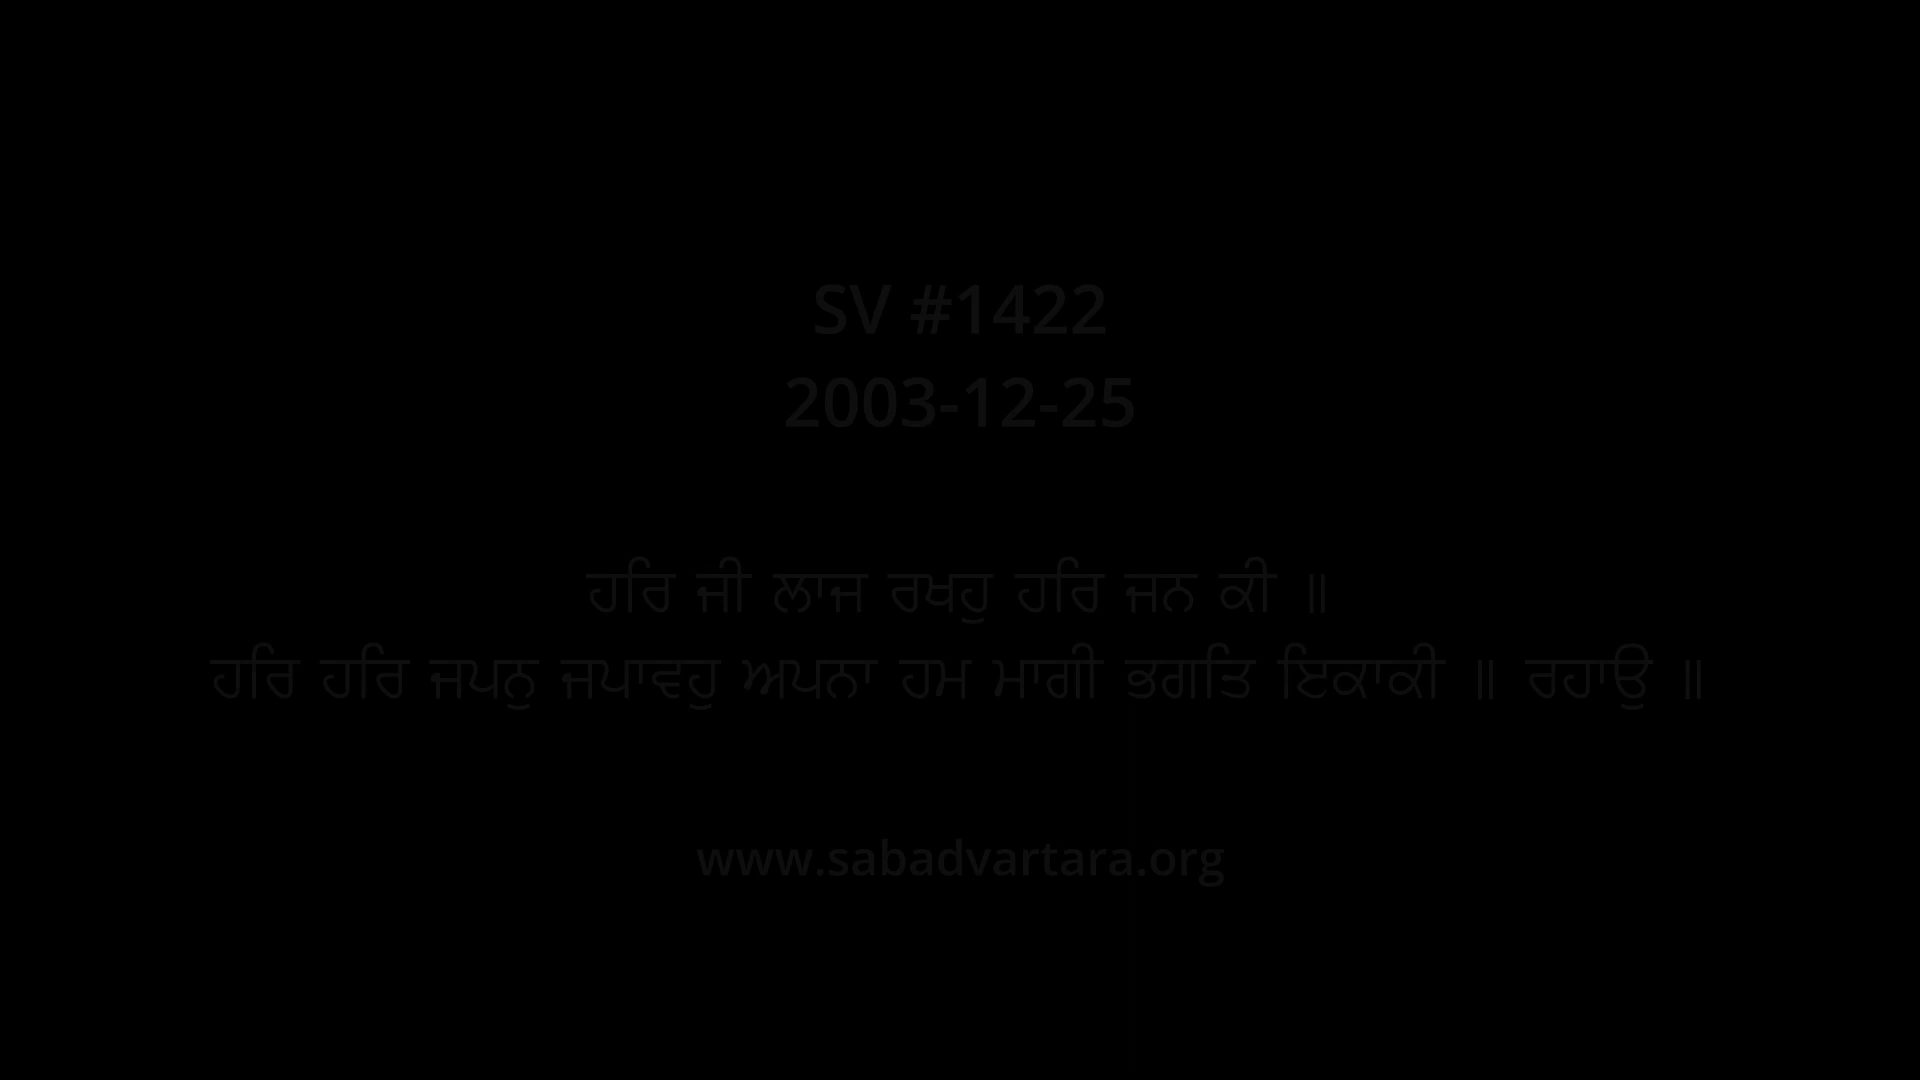 SV #1422
2003-12-25
ਹਰਿ ਜੀ ਲਾਜ ਰਖਹੁ ਹਰਿ ਜਨ ਕੀ ॥
ਹਰਿ ਹਰਿ ਜਪਨੁ ਜਪਾਵਹੁ ਅਪਨਾ ਹਮ ਮਾਗੀ ਭਗਤਿ ਇਕਾਕੀ ॥ ਰਹਾਉ ॥
www.sabadvartara.org